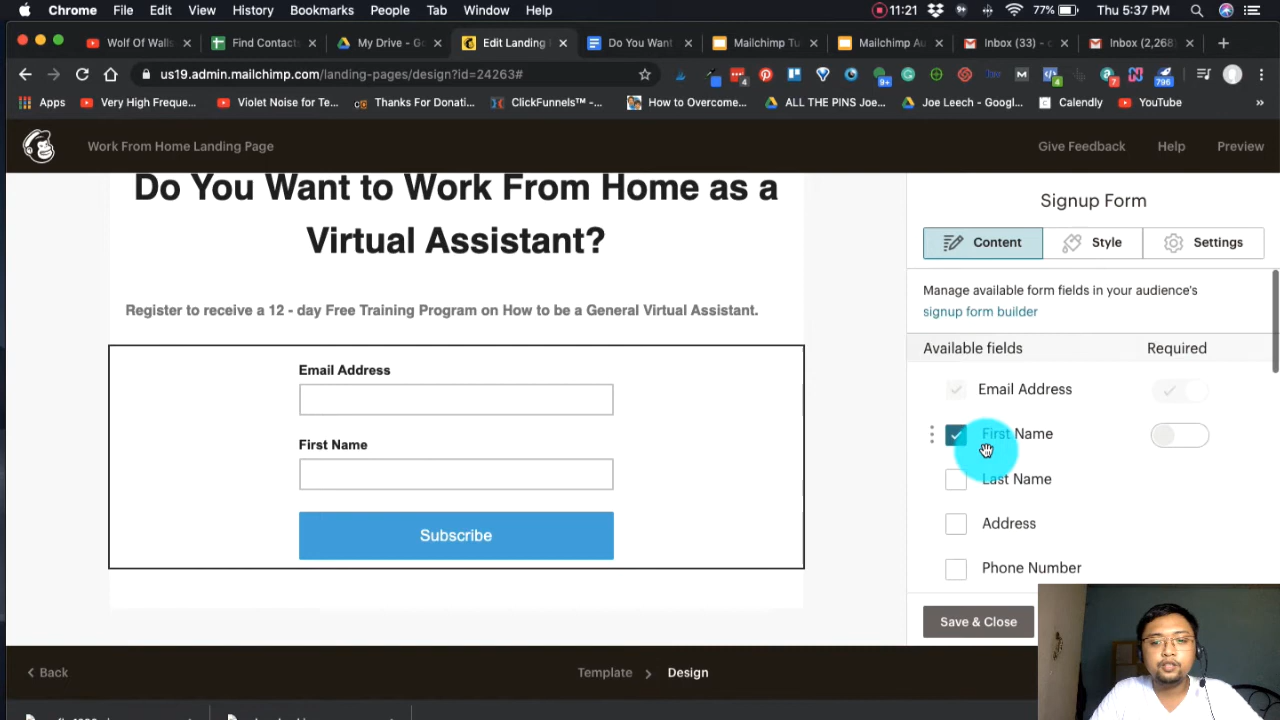 Chrome File Edit View History Bookmarks People Tab Window Help 11:21 77% Thu 5:37 PM
Wolf Of Walls Find Contacts My Drive - Go Edit Landing Do You Want Mailchimp Tu Mailchimp Au Inbox (33) - c Inbox (2,268)
us19.admin.mailchimp.com/landing-pages/design?id=24263#
Apps Very High Freque... Violet Noise for Te... Thanks For Donati... ClickFunnels™ -... How to Overcome... ALL THE PINS Joe... Joe Leech - Googl... Calendly YouTube »
Work From Home Landing Page Give Feedback Help Preview
Do You Want to Work From Home as a
Virtual Assistant?
Register to receive a 12 - day Free Training Program on How to be a General Virtual Assistant.
Email Address
First Name
Subscribe
Signup Form
Content Style Settings
Manage available form fields in your audience's
signup form builder
Available fields Required
Email Address
First Name
Last Name
Address
Phone Number
Save & Close
Back Template Design